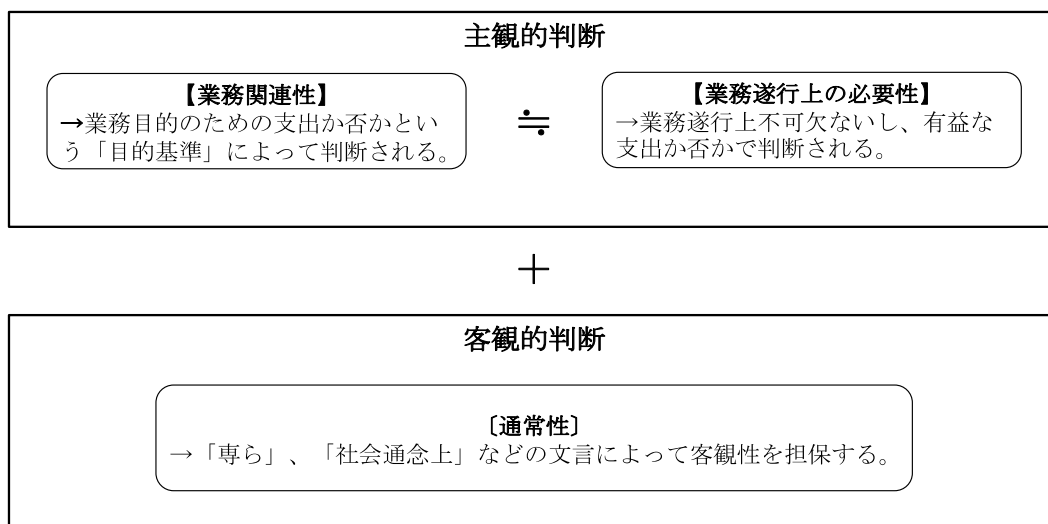 主観的判断
【業務関連性】
→業務目的のための支出か否かとい
う「目的基準」によって判断される。
≒
【業務遂行上の必要性】
→業務遂行上不可欠ないし、有益な
支出か否かで判断される。
＋
客観的判断
〔通常性〕
→「専ら」、「社会通念上」などの文言によって客観性を担保する。